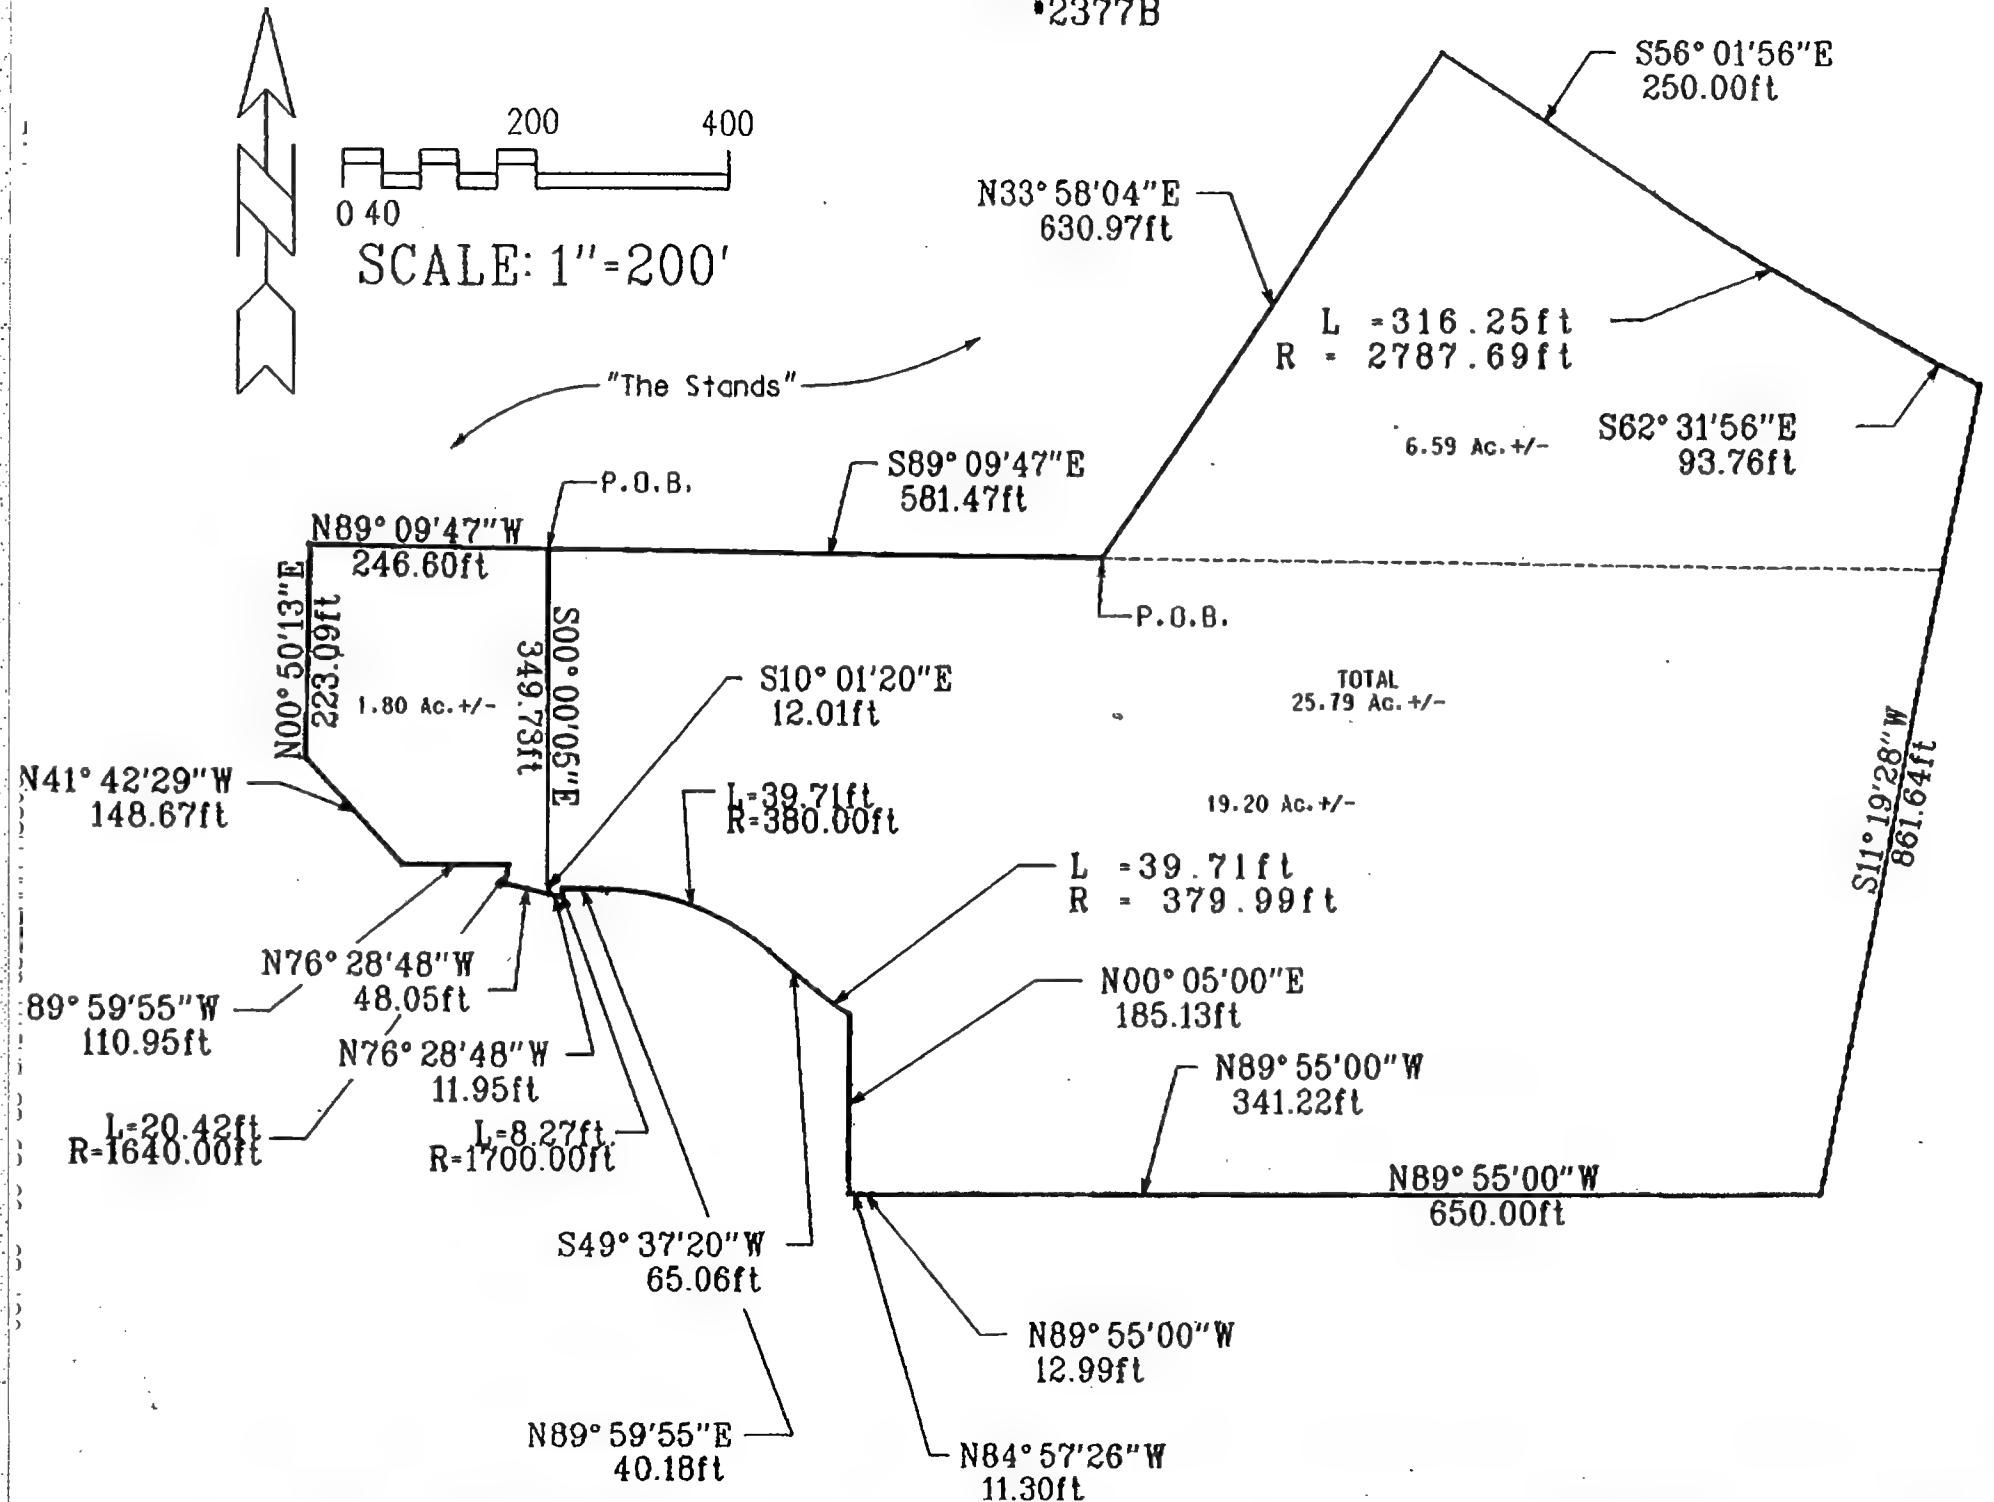 2377B
S56°01'56"E
250.00ft
200 400
0 40
SCALE: 1"=200'
N33°58'04"E
630.97ft
L =316.25ft
R = 2787.69ft
"The Stands"
S62°31'56"E
93.76ft
6.59 Ac.+/-
S89°09'47"E
581.47ft
P.O.B.
N89°09'47"W
246.60ft
N00°50'13"E
223.09ft
S00°00'05"E
349.73ft
1.80 Ac.+/-
P.O.B.
S10°01'20"E
12.01ft
TOTAL
25.79 Ac.+/-
19.20 Ac.+/-
S11°19'28"W
861.64ft
N41°42'29"W
148.67ft
L=39.71ft
R=380.00ft
L =39.71ft
R = 379.99ft
N76°28'48"W
48.05ft
89°59'55"W
110.95ft
N76°28'48"W
11.95ft
N00°05'00"E
185.13ft
N89°55'00"W
341.22ft
L=20.42ft
R=1640.00ft
L=8.27ft
R=1700.00ft
N89°55'00"W
650.00ft
S49°37'20"W
65.06ft
N89°55'00"W
12.99ft
N89°59'55"E
40.18ft
N84°57'26"W
11.30ft